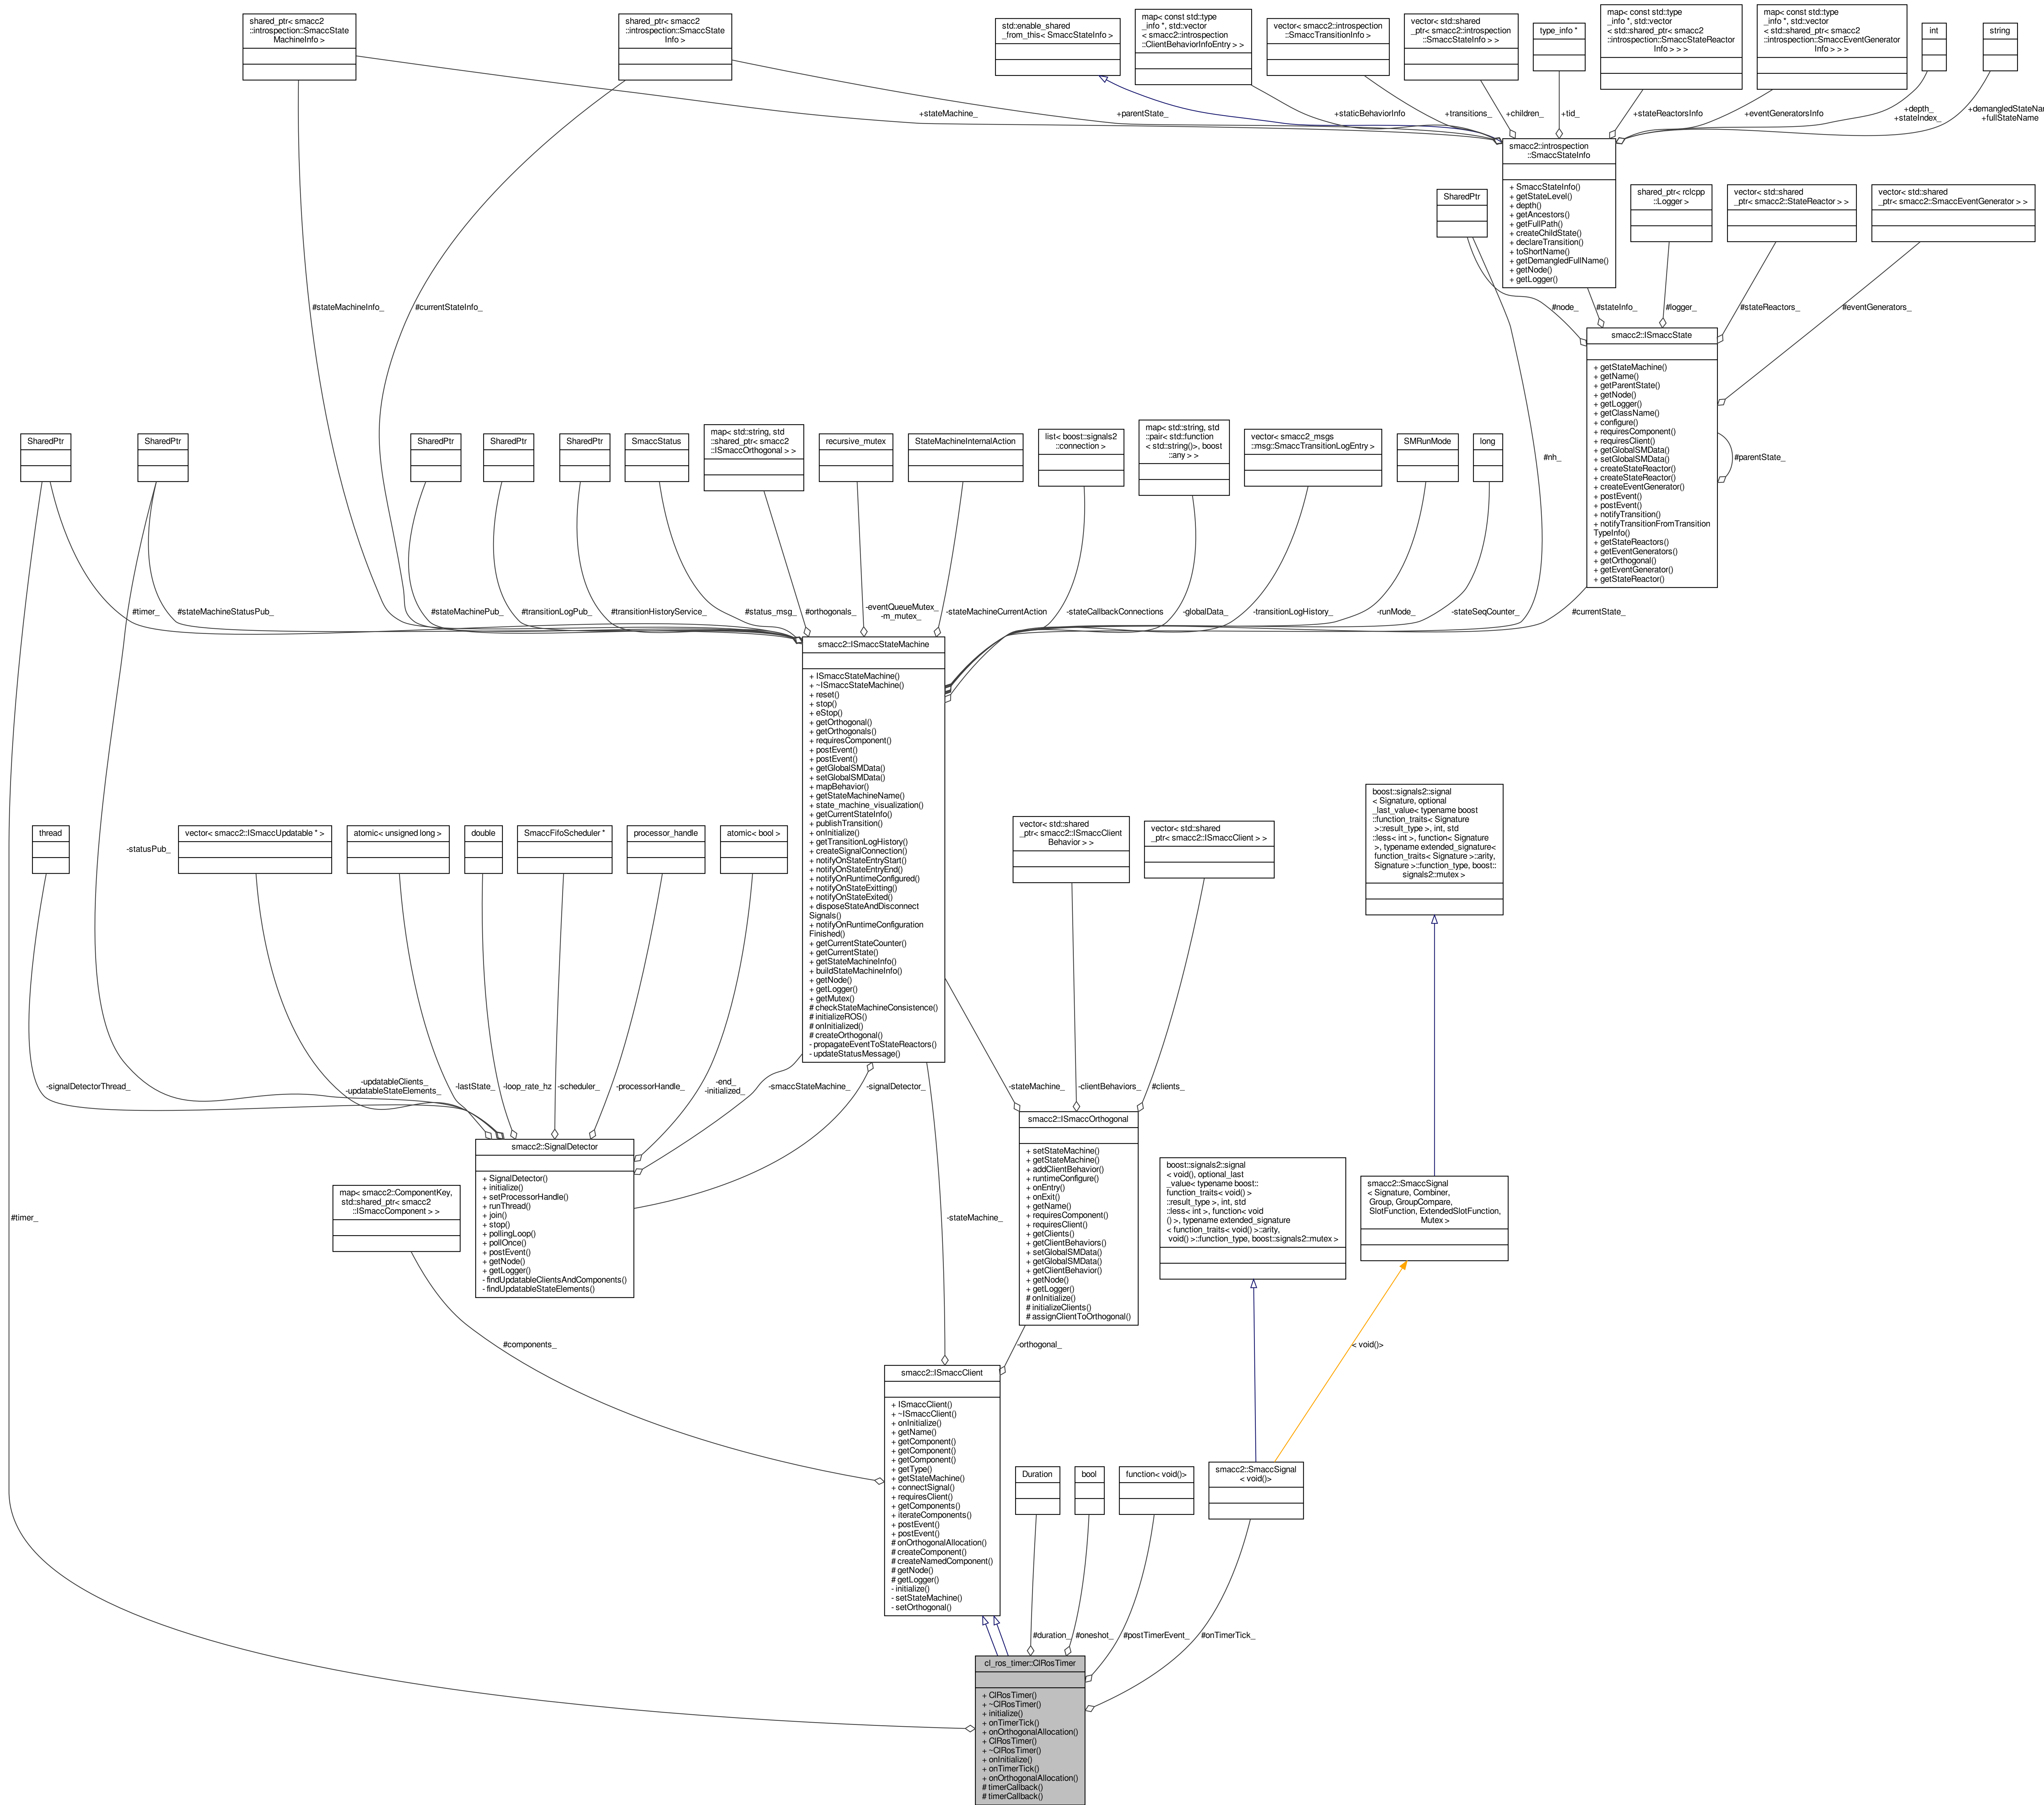 shared_ptr< smacc2
::introspection::SmaccState
MachineInfo >
shared_ptr< smacc2
::introspection::SmaccState
Info >
std::enable_shared
_from_this< SmaccStateInfo >
map< const std::type
_info *, std::vector
< smacc2::introspection
::ClientBehaviorInfoEntry > >
vector< smacc2::introspection
::SmaccTransitionInfo >
vector< std::shared
_ptr< smacc2::introspection
::SmaccStateInfo > >
type_info *
map< const std::type
_info *, std::vector
< std::shared_ptr< smacc2
::introspection::SmaccStateReactor
Info > > >
map< const std::type
_info *, std::vector
< std::shared_ptr< smacc2
::introspection::SmaccEventGenerator
Info > > >
int
string
+stateMachine_
+parentState_
+staticBehaviorInfo
+transitions_
+children_
+tid_
+stateReactorsInfo
+eventGeneratorsInfo
+depth_
+stateIndex_
+demangledStateNa
+fullStateName
smacc2::introspection
::SmaccStateInfo
+ SmaccStateInfo()
+ getStateLevel()
+ depth()
+ getAncestors()
+ getFullPath()
+ createChildState()
+ declareTransition()
+ toShortName()
+ getDemangledFullName()
+ getNode()
+ getLogger()
SharedPtr
shared_ptr< rclcpp
::Logger >
vector< std::shared
_ptr< smacc2::StateReactor > >
vector< std::shared
_ptr< smacc2::SmaccEventGenerator > >
#stateMachineInfo_
#currentStateInfo_
#node_
#stateInfo_
#logger_
#stateReactors_
#eventGenerators_
smacc2::ISmaccState
+ getStateMachine()
+ getName()
+ getParentState()
+ getNode()
+ getLogger()
+ getClassName()
+ configure()
+ requiresComponent()
+ requiresClient()
+ getGlobalSMData()
+ setGlobalSMData()
+ createStateReactor()
+ createStateReactor()
+ createEventGenerator()
+ postEvent()
+ postEvent()
+ notifyTransition()
+ notifyTransitionFromTransition
TypeInfo()
+ getStateReactors()
+ getEventGenerators()
+ getOrthogonal()
+ getEventGenerator()
+ getStateReactor()
#parentState_
SharedPtr
SharedPtr
SharedPtr
SharedPtr
SharedPtr
SmaccStatus
map< std::string, std
::shared_ptr< smacc2
::ISmaccOrthogonal > >
recursive_mutex
StateMachineInternalAction
list< boost::signals2
::connection >
map< std::string, std
::pair< std::function
< std::string()>, boost
::any > >
vector< smacc2_msgs
::msg::SmaccTransitionLogEntry >
SMRunMode
long
#nh_
#timer_
#stateMachineStatusPub_
#stateMachinePub_
#transitionLogPub_
#transitionHistoryService_
#status_msg_
#orthogonals_
-eventQueueMutex_
-m_mutex_
-stateMachineCurrentAction
-stateCallbackConnections
-globalData_
-transitionLogHistory_
-runMode_
-stateSeqCounter_
#currentState_
smacc2::ISmaccStateMachine
+ ISmaccStateMachine()
+ ~ISmaccStateMachine()
+ reset()
+ stop()
+ eStop()
+ getOrthogonal()
+ getOrthogonals()
+ requiresComponent()
+ postEvent()
+ postEvent()
+ getGlobalSMData()
+ setGlobalSMData()
+ mapBehavior()
+ getStateMachineName()
+ state_machine_visualization()
+ getCurrentStateInfo()
+ publishTransition()
+ onInitialize()
+ getTransitionLogHistory()
+ createSignalConnection()
+ notifyOnStateEntryStart()
+ notifyOnStateEntryEnd()
+ notifyOnRuntimeConfigured()
+ notifyOnStateExitting()
+ notifyOnStateExited()
+ disposeStateAndDisconnect
Signals()
+ notifyOnRuntimeConfiguration
Finished()
+ getCurrentStateCounter()
+ getCurrentState()
+ getStateMachineInfo()
+ buildStateMachineInfo()
+ getNode()
+ getLogger()
+ getMutex()
# checkStateMachineConsistence()
# initializeROS()
# onInitialized()
# createOrthogonal()
- propagateEventToStateReactors()
- updateStatusMessage()
thread
-statusPub_
vector< smacc2::ISmaccUpdatable * >
atomic< unsigned long >
double
SmaccFifoScheduler *
processor_handle
atomic< bool >
vector< std::shared
_ptr< smacc2::ISmaccClient
Behavior > >
vector< std::shared
_ptr< smacc2::ISmaccClient > >
boost::signals2::signal
< Signature, optional
_last_value< typename boost
::function_traits< Signature
>::result_type >, int, std
::less< int >, function< Signature
>, typename extended_signature<
function_traits< Signature >::arity,
Signature >::function_type, boost::
signals2::mutex >
-signalDetectorThread_
-updatableClients_
-updatableStateElements_
-lastState_
-loop_rate_hz
-scheduler_
-processorHandle_
-end_
-initialized_
-smaccStateMachine_
-signalDetector_
-stateMachine_
-clientBehaviors_
#clients_
smacc2::SignalDetector
+ SignalDetector()
+ initialize()
+ setProcessorHandle()
+ runThread()
+ join()
+ stop()
+ pollingLoop()
+ pollOnce()
+ postEvent()
+ getNode()
+ getLogger()
- findUpdatableClientsAndComponents()
- findUpdatableStateElements()
smacc2::ISmaccOrthogonal
+ setStateMachine()
+ getStateMachine()
+ addClientBehavior()
+ runtimeConfigure()
+ onEntry()
+ onExit()
+ getName()
+ requiresComponent()
+ requiresClient()
+ getClients()
+ getClientBehaviors()
+ setGlobalSMData()
+ getGlobalSMData()
+ getClientBehavior()
+ getNode()
+ getLogger()
# onInitialize()
# initializeClients()
# assignClientToOrthogonal()
boost::signals2::signal
< void(), optional_last
_value< typename boost::
function_traits< void() >
::result_type >, int, std
::less< int >, function< void
() >, typename extended_signature
< function_traits< void() >::arity,
void() >::function_type, boost::signals2::mutex >
smacc2::SmaccSignal
< Signature, Combiner,
Group, GroupCompare,
SlotFunction, ExtendedSlotFunction,
Mutex >
map< smacc2::ComponentKey,
std::shared_ptr< smacc2
::ISmaccComponent > >
#timer_
-stateMachine_
#components_
-orthogonal_
< void()>
smacc2::ISmaccClient
+ ISmaccClient()
+ ~ISmaccClient()
+ onInitialize()
+ getName()
+ getComponent()
+ getComponent()
+ getComponent()
+ getType()
+ getStateMachine()
+ connectSignal()
+ requiresClient()
+ getComponents()
+ iterateComponents()
+ postEvent()
+ postEvent()
# onOrthogonalAllocation()
# createComponent()
# createNamedComponent()
# getNode()
# getLogger()
- initialize()
- setStateMachine()
- setOrthogonal()
Duration
bool
function< void()>
smacc2::SmaccSignal
< void()>
#duration_
#oneshot_
#postTimerEvent_
#onTimerTick_
cl_ros_timer::ClRosTimer
+ ClRosTimer()
+ ~ClRosTimer()
+ initialize()
+ onTimerTick()
+ onOrthogonalAllocation()
+ ClRosTimer()
+ ~ClRosTimer()
+ onInitialize()
+ onTimerTick()
+ onOrthogonalAllocation()
# timerCallback()
# timerCallback()